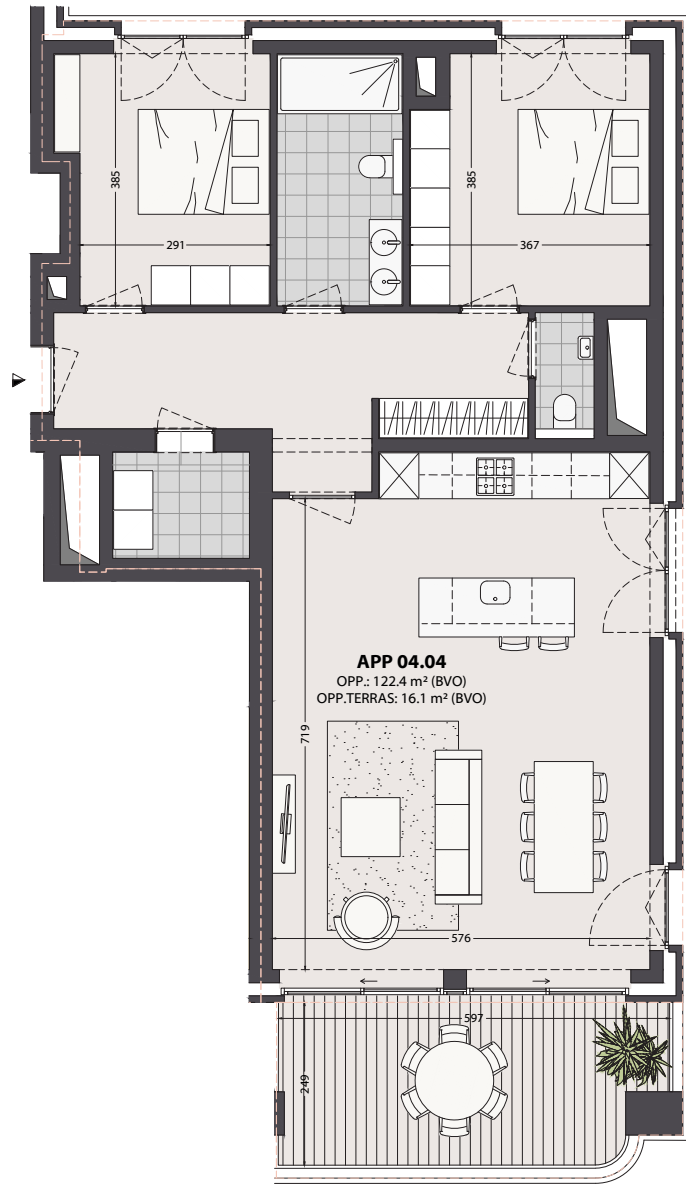 385
385
291
367
APP 04.04
OPP.: 122.4 m² (BVO)
OPP.TERRAS: 16.1 m² (BVO)
719
576
597
249